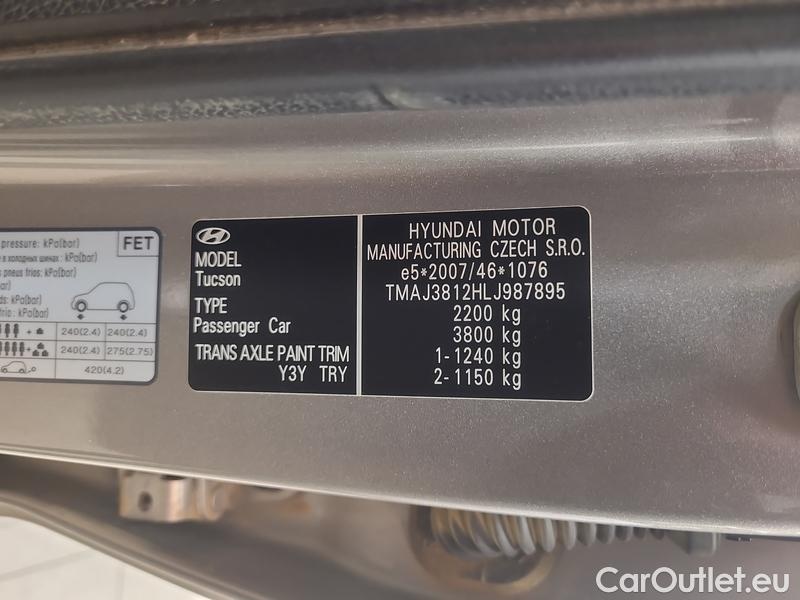 pressure: kPa(bar)
FET
в холодных шинах : kPa(bar)
s pneus frios: kPa(bar)
kPa(bar)
: kPa(bar)
ds: kPa(bar)
: kPa(bar)
240(2.4) 240(2.4)
240(2.4) 275(2.75)
420(4.2)
MODEL
Tucson
TYPE
Passenger Car
TRANS AXLE PAINT TRIM
Y3Y TRY
HYUNDAI MOTOR
MANUFACTURING CZECH S.R.O.
e5*2007/46*1076
TMAJ3812HLJ987895
2200 kg
3800 kg
1-1240 kg
2-1150 kg
CarOutlet.eu